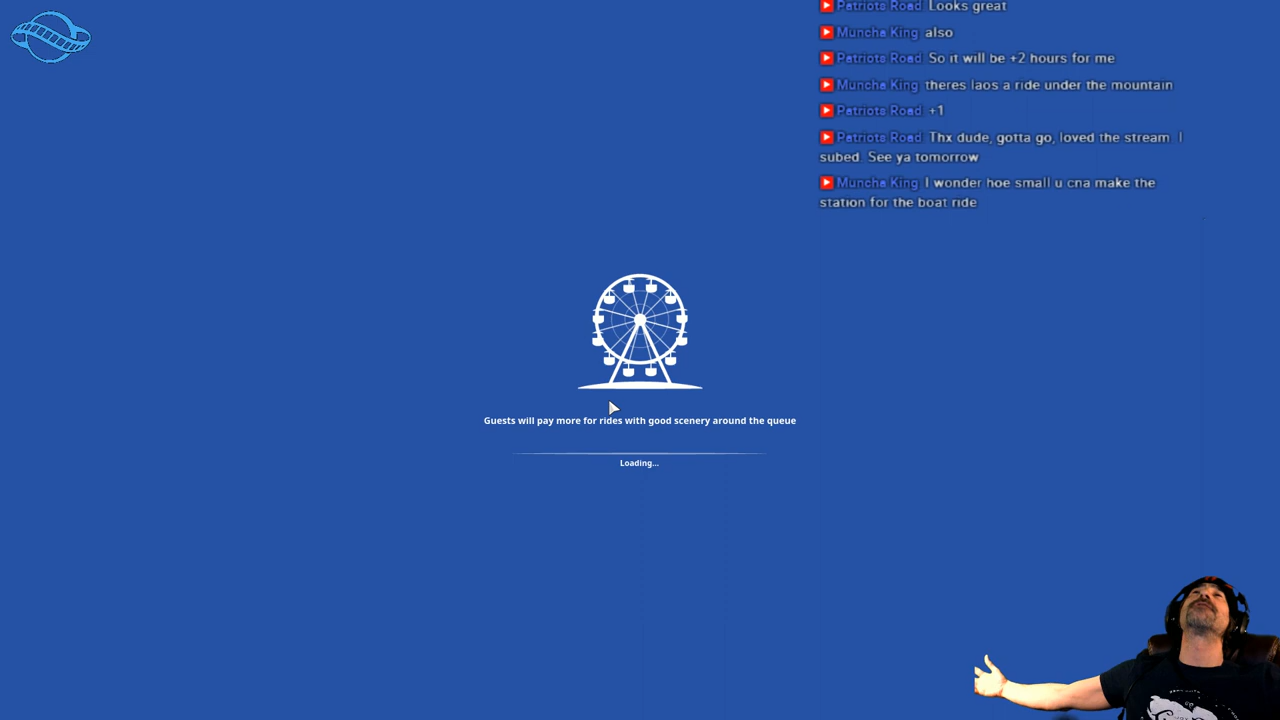 Patriots Road Looks great
Muncha King also
Patriots Road So it will be +2 hours for me
Muncha King theres laos a ride under the mountain
Patriots Road +1
Patriots Road Thx dude, gotta go, loved the stream. I
subed. See ya tomorrow
Muncha King I wonder hoe small u cna make the
station for the boat ride
Guests will pay more for rides with good scenery around the queue
Loading...